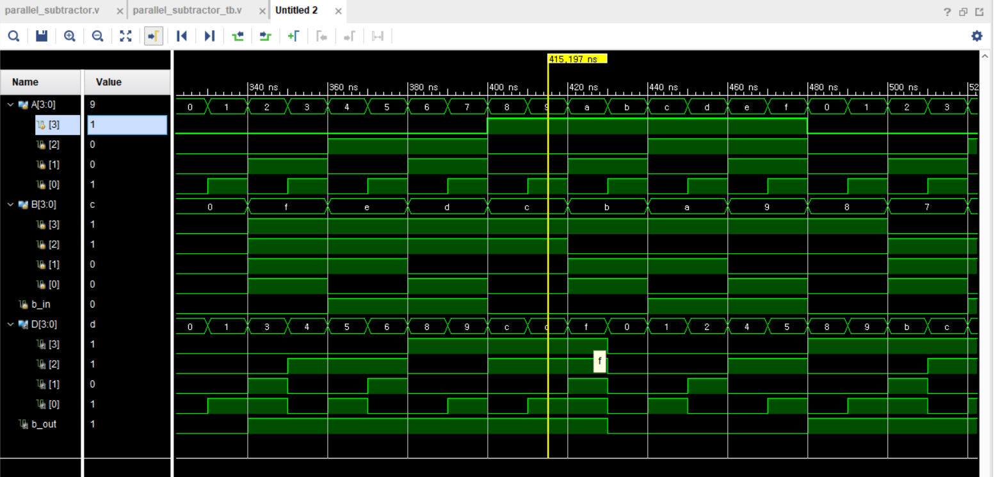 parallel_subtractor.v × parallel_subtractor_tb.v × Untitled 2 ×
?
415,197 ns
340 ns 360 ns 380 ns 400 ns 420 ns 440 ns 460 ns 480 ns 500 ns 52
Name Value
A[3:0] 9 0 1 2 3 4 5 6 7 8 9 a b c d e f 0 1 2 3
[3] 1
[2] 0
[1] 0
[0] 1
B[3:0] c 0 f e d c b a 9 8 7
[3] 1
[2] 1
[1] 0
[0] 0
b_in 0
D[3:0] d 0 1 3 4 5 6 8 9 c d f 0 1 2 4 5 8 9 b c
[3] 1
[2] 1 f
[1] 0
[0] 1
b_out 1